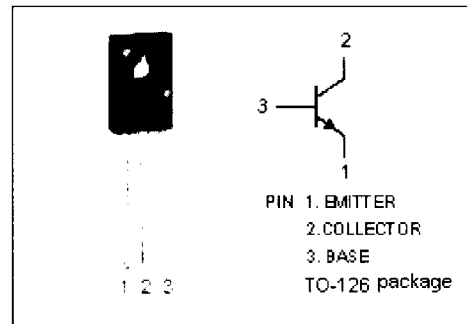 2
3
1
PIN 1. EMITTER
2.COLLECTOR
3. BASE
TO-126 package
1 2 3